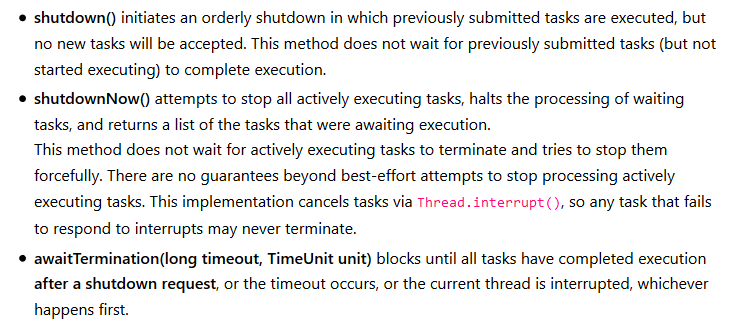 • shutdown() initiates an orderly shutdown in which previously submitted tasks are executed, but
no new tasks will be accepted. This method does not wait for previously submitted tasks (but not
started executing) to complete execution.
• shutdownNow() attempts to stop all actively executing tasks, halts the processing of waiting
tasks, and returns a list of the tasks that were awaiting execution.
This method does not wait for actively executing tasks to terminate and tries to stop them
forcefully. There are no guarantees beyond best-effort attempts to stop processing actively
executing tasks. This implementation cancels tasks via Thread.interrupt(), so any task that fails
to respond to interrupts may never terminate.
• awaitTermination(long timeout, TimeUnit unit) blocks until all tasks have completed execution
after a shutdown request, or the timeout occurs, or the current thread is interrupted, whichever
happens first.